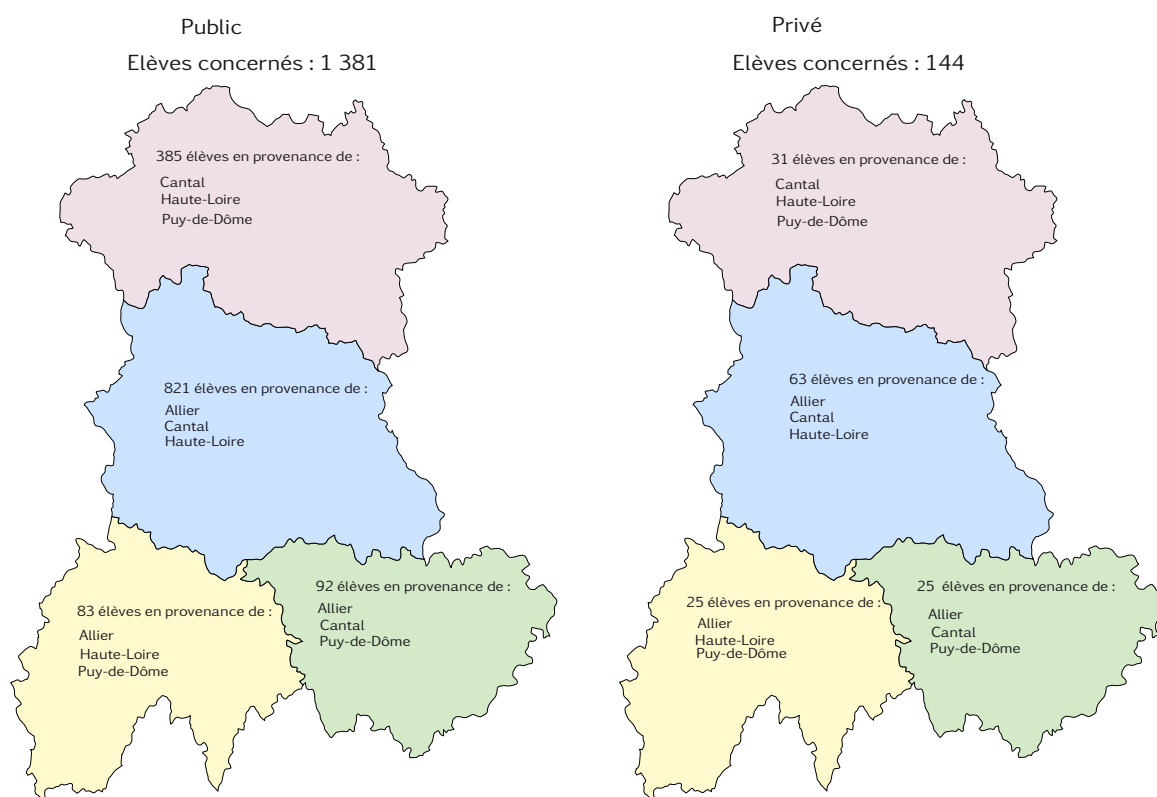 Public
Elèves concernés : 1 381
385 élèves en provenance de :
Cantal
Haute-Loire
Puy-de-Dôme
821 élèves en provenance de :
Allier
Cantal
Haute-Loire
83 élèves en provenance de :
Allier
Haute-Loire
Puy-de-Dôme
92 élèves en provenance de :
Allier
Cantal
Puy-de-Dôme
Privé
Elèves concernés : 144
31 élèves en provenance de :
Cantal
Haute-Loire
Puy-de-Dôme
63 élèves en provenance de :
Allier
Cantal
Haute-Loire
25 élèves en provenance de :
Allier
Haute-Loire
Puy-de-Dôme
25 élèves en provenance de :
Allier
Cantal
Puy-de-Dôme